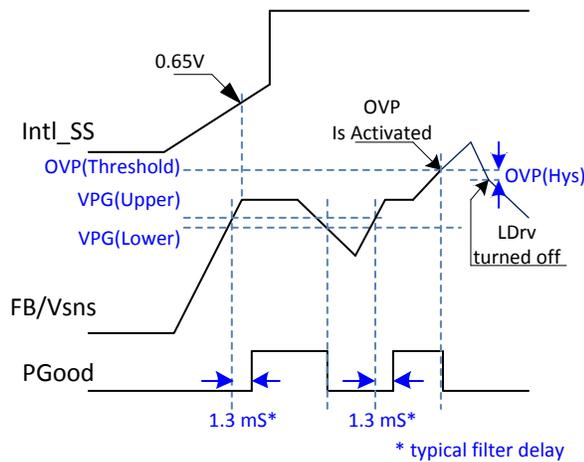 0.65V
Intl_SS
OVP
Is Activated
OVP(Threshold)
OVP(Hys)
VPG(Upper)
VPG(Lower)
LDrv
turned off
FB/Vsns
PGood
1.3 mS*
1.3 mS*
* typical filter delay